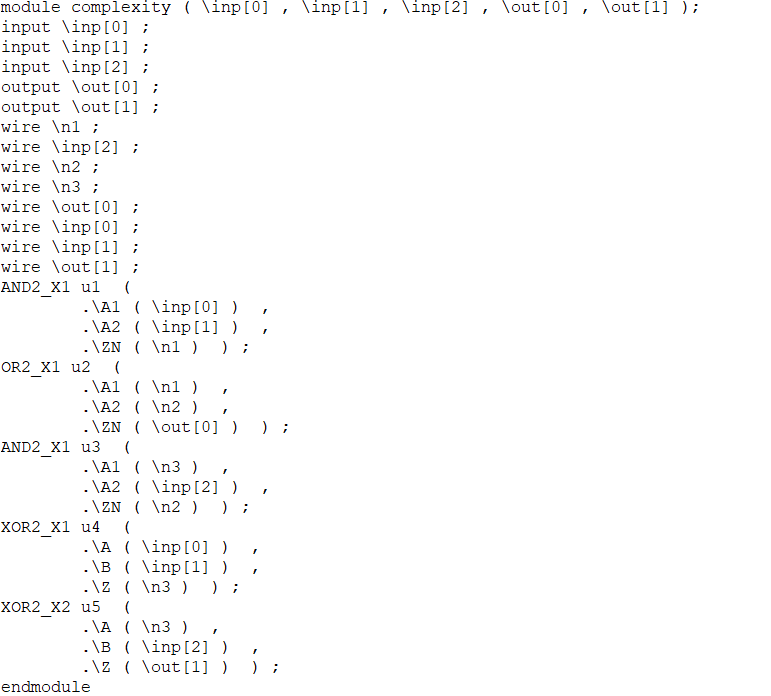 module complexity ( \inp[0] , \inp[1] , \inp[2] , \out[0] , \out[1] );
input \inp[0] ;
input \inp[1] ;
input \inp[2] ;
output \out[0] ;
output \out[1] ;
wire \n1 ;
wire \inp[2] ;
wire \n2 ;
wire \n3 ;
wire \out[0] ;
wire \inp[0] ;
wire \inp[1] ;
wire \out[1] ;
AND2_X1 u1  (
        .\A1 ( \inp[0] )  ,
        .\A2 ( \inp[1] )  ,
        .\ZN ( \n1 )  ) ;
OR2_X1 u2  (
        .\A1 ( \n1 )  ,
        .\A2 ( \n2 )  ,
        .\ZN ( \out[0] )  ) ;
AND2_X1 u3  (
        .\A1 ( \n3 )  ,
        .\A2 ( \inp[2] )  ,
        .\ZN ( \n2 )  ) ;
XOR2_X1 u4  (
        .\A ( \inp[0] )  ,
        .\B ( \inp[1] )  ,
        .\Z ( \n3 )  ) ;
XOR2_X2 u5  (
        .\A ( \n3 )  ,
        .\B ( \inp[2] )  ,
        .\Z ( \out[1] )  ) ;
endmodule